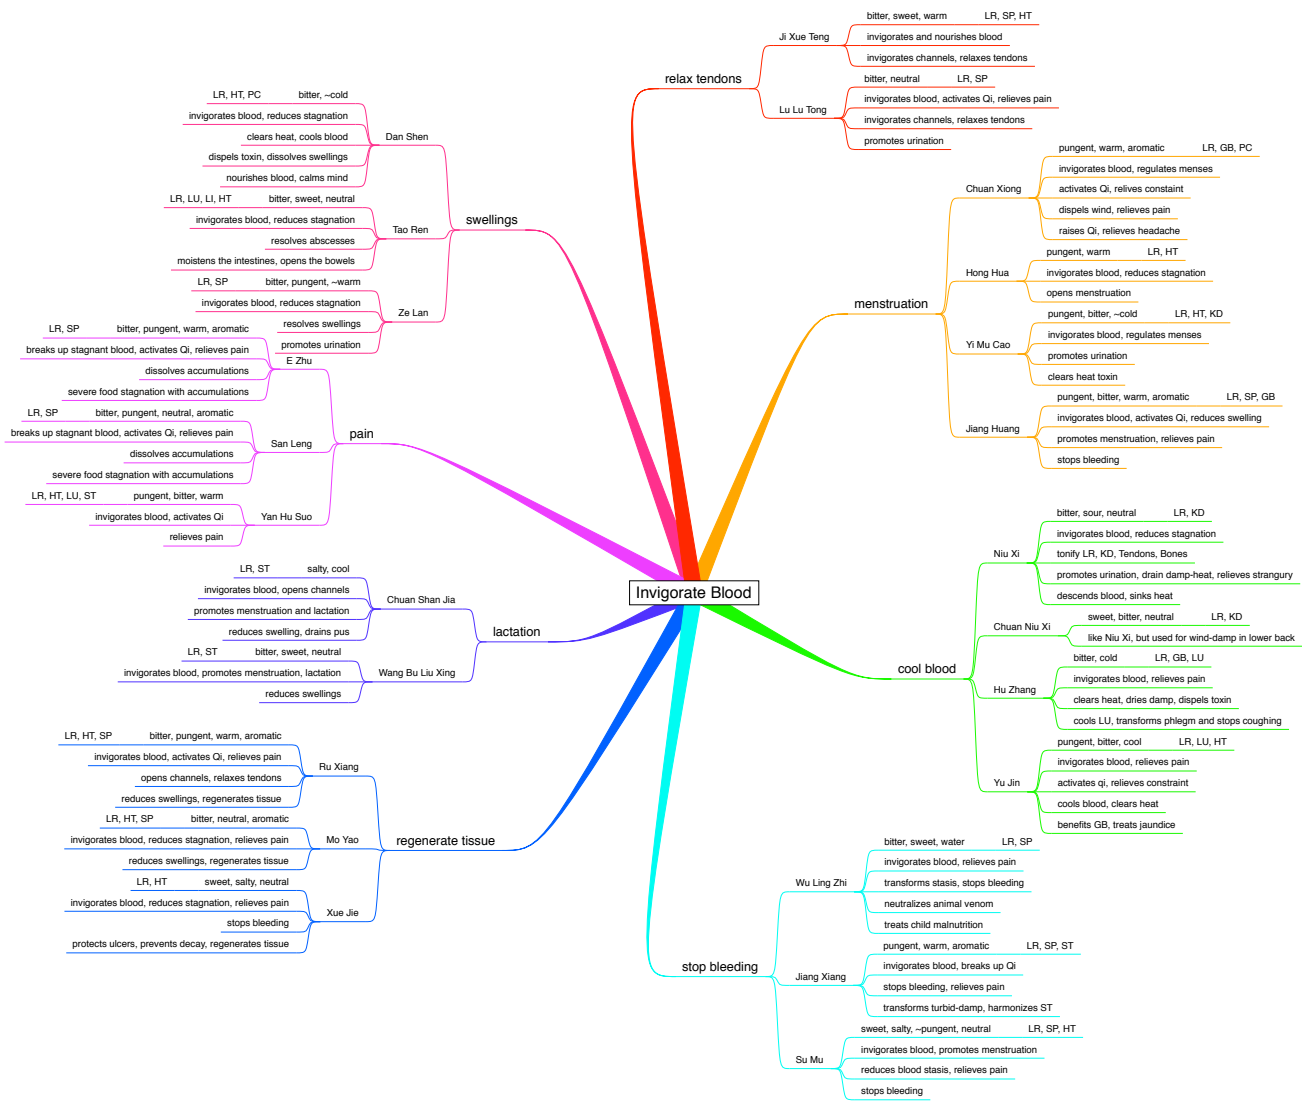 Invigorate Blood
relax tendons
Ji Xue Teng
bitter, sweet, warm LR, SP, HT
invigorates and nourishes blood
invigorates channels, relaxes tendons
Lu Lu Tong
bitter, neutral LR, SP
invigorates blood, activates Qi, relieves pain
invigorates channels, relaxes tendons
promotes urination
menstruation
Chuan Xiong
pungent, warm, aromatic LR, GB, PC
invigorates blood, regulates menses
activates Qi, relives constaint
dispels wind, relieves pain
raises Qi, relieves headache
Hong Hua
pungent, warm LR, HT
invigorates blood, reduces stagnation
opens menstruation
Yi Mu Cao
pungent, bitter, ~cold LR, HT, KD
invigorates blood, regulates menses
promotes urination
clears heat toxin
Jiang Huang
pungent, bitter, warm, aromatic LR, SP, GB
invigorates blood, activates Qi, reduces swelling
promotes menstruation, relieves pain
stops bleeding
cool blood
Niu Xi
bitter, sour, neutral LR, KD
invigorates blood, reduces stagnation
tonify LR, KD, Tendons, Bones
promotes urination, drain damp-heat, relieves strangury
descends blood, sinks heat
Chuan Niu Xi
sweet, bitter, neutral LR, KD
like Niu Xi, but used for wind-damp in lower back
Hu Zhang
bitter, cold LR, GB, LU
invigorates blood, relieves pain
clears heat, dries damp, dispels toxin
cools LU, transforms phlegm and stops coughing
Yu Jin
pungent, bitter, cool LR, LU, HT
invigorates blood, relieves pain
activates qi, relieves constraint
cools blood, clears heat
benefits GB, treats jaundice
stop bleeding
Wu Ling Zhi
bitter, sweet, water LR, SP
invigorates blood, relieves pain
transforms stasis, stops bleeding
neutralizes animal venom
treats child malnutrition
Jiang Xiang
pungent, warm, aromatic LR, SP, ST
invigorates blood, breaks up Qi
stops bleeding, relieves pain
transforms turbid-damp, harmonizes ST
Su Mu
sweet, salty, ~pungent, neutral LR, SP, HT
invigorates blood, promotes menstruation
reduces blood stasis, relieves pain
stops bleeding
swellings
Dan Shen
LR, HT, PC bitter, ~cold
invigorates blood, reduces stagnation
clears heat, cools blood
dispels toxin, dissolves swellings
nourishes blood, calms mind
Tao Ren
LR, LU, LI, HT bitter, sweet, neutral
invigorates blood, reduces stagnation
resolves abscesses
moistens the intestines, opens the bowels
Ze Lan
LR, SP bitter, pungent, ~warm
invigorates blood, reduces stagnation
resolves swellings
promotes urination
pain
E Zhu
LR, SP bitter, pungent, warm, aromatic
breaks up stagnant blood, activates Qi, relieves pain
dissolves accumulations
severe food stagnation with accumulations
San Leng
LR, SP bitter, pungent, neutral, aromatic
breaks up stagnant blood, activates Qi, relieves pain
dissolves accumulations
severe food stagnation with accumulations
Yan Hu Suo
LR, HT, LU, ST pungent, bitter, warm
invigorates blood, activates Qi
relieves pain
lactation
Chuan Shan Jia
LR, ST salty, cool
invigorates blood, opens channels
promotes menstruation and lactation
reduces swelling, drains pus
Wang Bu Liu Xing
LR, ST bitter, sweet, neutral
invigorates blood, promotes menstruation, lactation
reduces swellings
regenerate tissue
Ru Xiang
LR, HT, SP bitter, pungent, warm, aromatic
invigorates blood, activates Qi, relieves pain
opens channels, relaxes tendons
reduces swellings, regenerates tissue
Mo Yao
LR, HT, SP bitter, neutral, aromatic
invigorates blood, reduces stagnation, relieves pain
reduces swellings, regenerates tissue
Xue Jie
LR, HT sweet, salty, neutral
invigorates blood, reduces stagnation, relieves pain
stops bleeding
protects ulcers, prevents decay, regenerates tissue